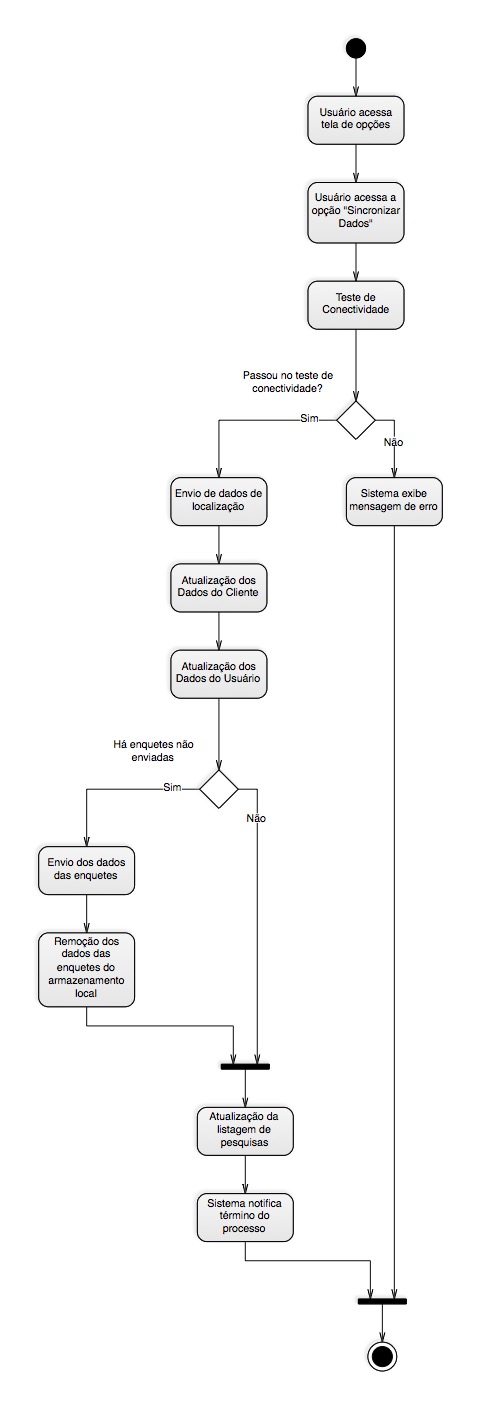 Usuário acessa
tela de opções
Usuário acessa a
opção "Sincronizar
Dados"
Teste de
Conectividade
Passou no teste de
conectividade?
Sim
Não
Envio de dados de
localização
Sistema exibe
mensagem de erro
Atualização dos
Dados do Cliente
Atualização dos
Dados do Usuário
Há enquetes não
enviadas
Sim
Não
Envio dos dados
das enquetes
Remoção dos
dados das
enquetes do
armazenamento
local
Atualização da
listagem de
pesquisas
Sistema notifica
término do
processo